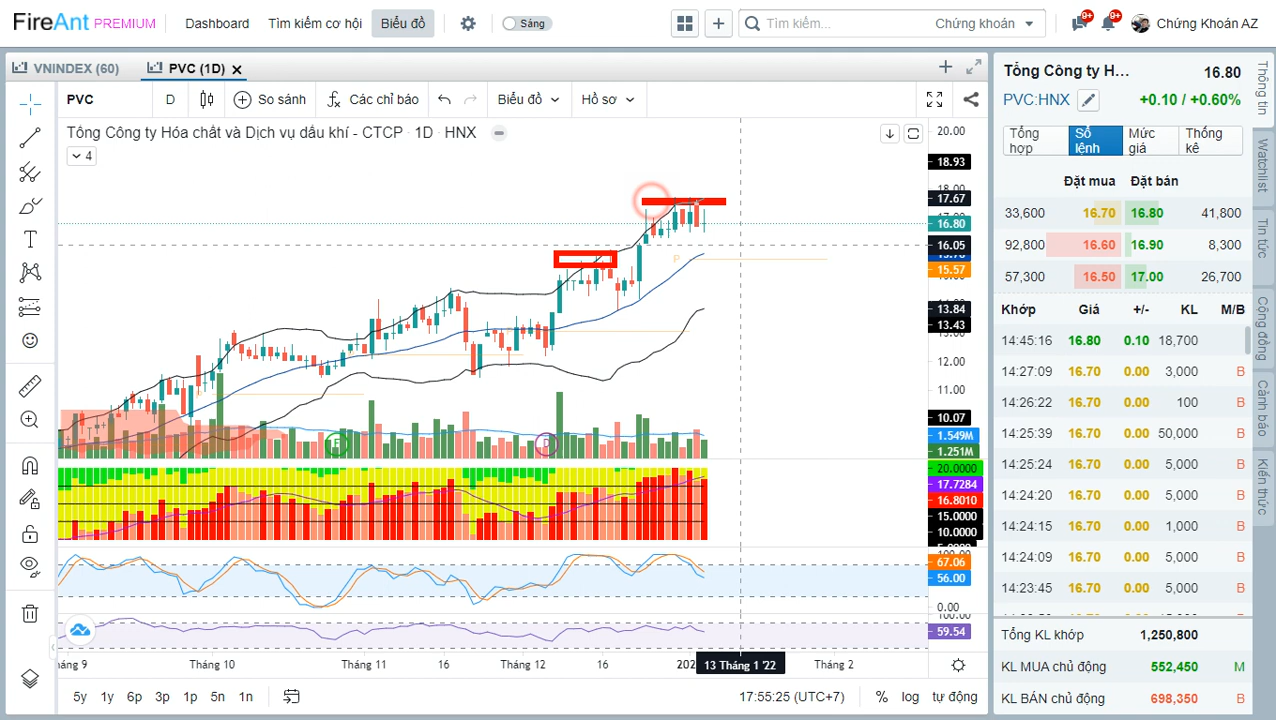 FireAnt PREMIUM Dashboard Tìm kiếm cơ hội Biểu đồ Sáng Tìm kiếm... Chứng khoán 9+ 9+ Chứng Khoán AZ
VNINDEX (60) PVC (1D)
PVC D So sánh Các chỉ báo Biểu đồ Hồ sơ
Tổng Công ty Hóa chất và Dịch vụ dầu khí - CTCP · 1D · HNX
4
20.00
18.93
18.00
17.67
16.80
16.05
15.57
13.84
13.43
12.00
11.00
10.07
1.549M
1.251M
20.0000
17.7284
16.8010
15.0000
10.0000
67.06
56.00
0.00
59.54
Tháng 10 Tháng 11 16 Tháng 12 16 13 Tháng 1 '22 Tháng 2
5y 1y 6p 3p 1p 5n 1n 17:55:25 (UTC+7) % log tự động
Tổng Công ty H... 16.80
PVC:HNX +0.10 / +0.60%
Tổng hợp Sổ lệnh Mức giá Thống kê
Đặt mua Đặt bán
33,600 16.70 16.80 41,800
92,800 16.60 16.90 8,300
57,300 16.50 17.00 26,700
Khớp Giá +/- KL M/B
14:45:16 16.80 0.10 18,700
14:27:09 16.70 0.00 3,000 B
14:26:22 16.70 0.00 100 B
14:25:39 16.70 0.00 50,000 B
14:25:24 16.70 0.00 5,000 B
14:24:20 16.70 0.00 5,000 B
14:24:15 16.70 0.00 1,000 B
14:24:09 16.70 0.00 5,000 B
14:23:45 16.70 0.00 5,000 B
Tổng KL khớp 1,250,800
KL MUA chủ động 552,450 M
KL BÁN chủ động 698,350 B
Thông tin
Watchlist
Tin tức
Cộng đồng
Cảnh báo
Kiến thức